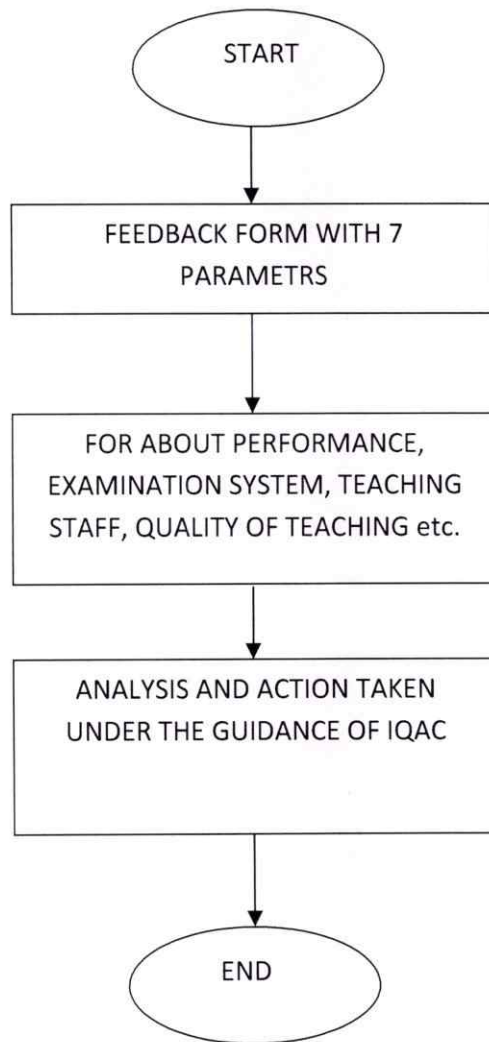 START
FEEDBACK FORM WITH 7
PARAMETRS
FOR ABOUT PERFORMANCE,
EXAMINATION SYSTEM, TEACHING
STAFF, QUALITY OF TEACHING etc.
ANALYSIS AND ACTION TAKEN
UNDER THE GUIDANCE OF IQAC
END